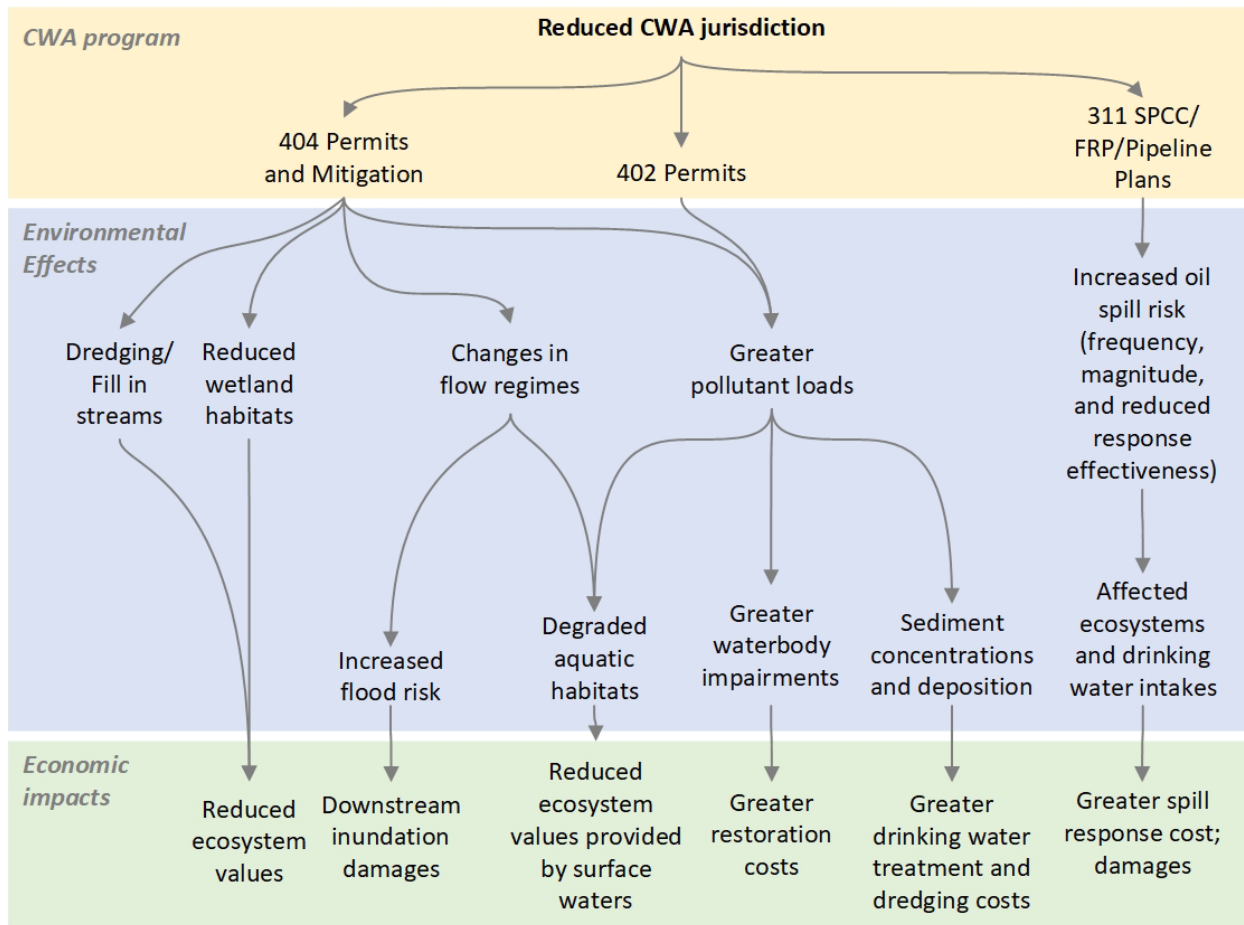 CWA program
Reduced CWA jurisdiction
404 Permits
and Mitigation
402 Permits
311 SPCC/
FRP/Pipeline
Plans
Environmental
Effects
Dredging/
Fill in
streams
Reduced
wetland
habitats
Changes in
flow regimes
Greater
pollutant loads
Increased oil
spill risk
(frequency,
magnitude,
and reduced
response
effectiveness)
Increased
flood risk
Degraded
aquatic
habitats
Greater
waterbody
impairments
Sediment
concentrations
and deposition
Affected
ecosystems
and drinking
water intakes
Economic
impacts
Reduced
ecosystem
values
Downstream
inundation
damages
Reduced
ecosystem
values provided
by surface
waters
Greater
restoration
costs
Greater
drinking water
treatment and
dredging costs
Greater spill
response cost;
damages